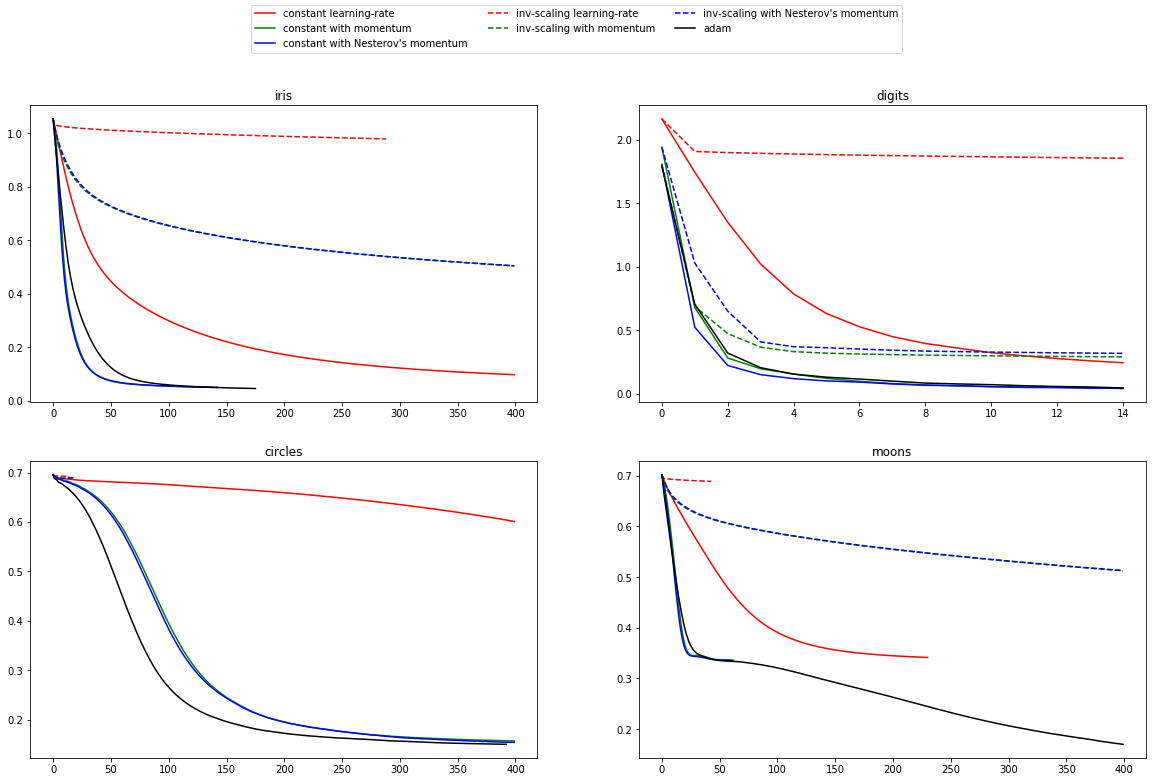 constant learning-rate
constant with momentum
constant with Nesterov's momentum
inv-scaling learning-rate
inv-scaling with momentum
inv-scaling with Nesterov's momentum
adam
iris
1.0
0.8
0.6
0.4
0.2
0.0
0 50 100 150 200 250 300 350 400
digits
2.0
1.5
1.0
0.5
0.0
0 2 4 6 8 10 12 14
circles
0.7
0.6
0.5
0.4
0.3
0.2
0 50 100 150 200 250 300 350 400
moons
0.7
0.6
0.5
0.4
0.3
0.2
0 50 100 150 200 250 300 350 400